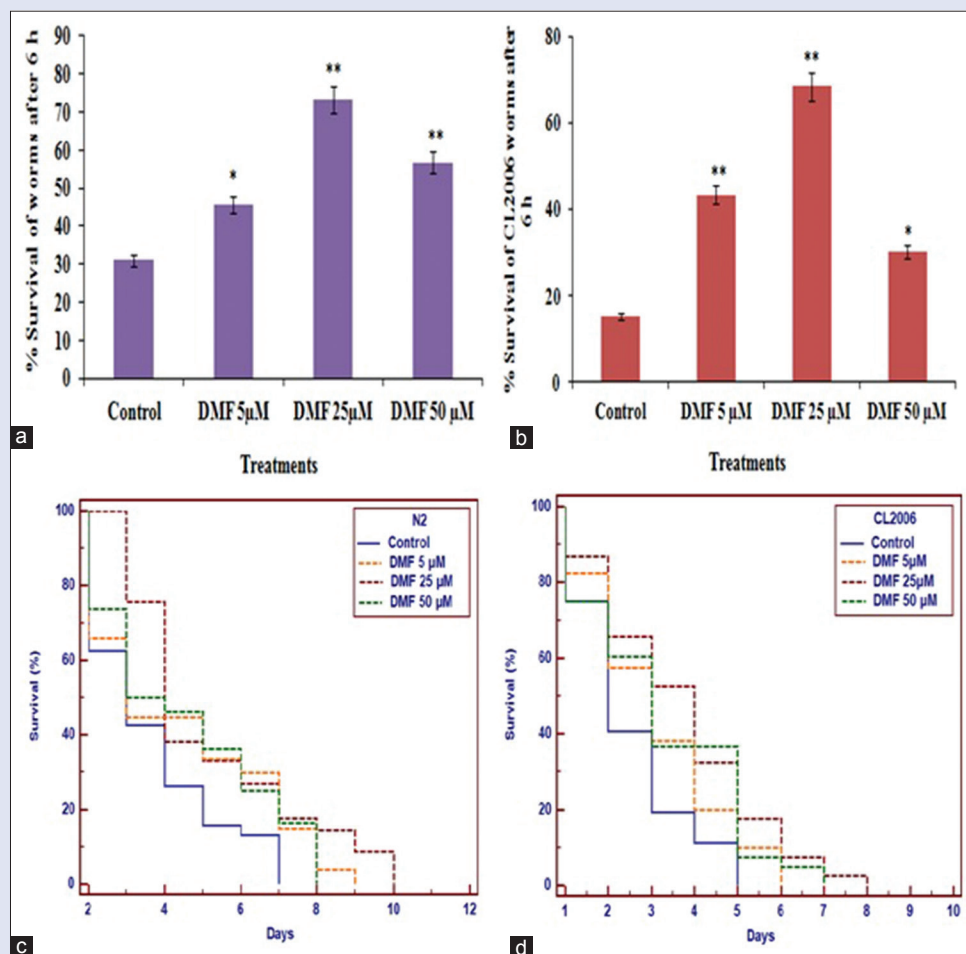 % Survival of worms after 6 h
90
80
70
60
50
40
30
20
10
0
*
**
**
Control
DMF 5µM
DMF 25µM
DMF 50 µM
Treatments
a
% Survival of CL2006 worms after
6 h
80
60
40
20
0
**
**
*
Control
DMF 5 µM
DMF 25 µM
DMF 50 µM
Treatments
b
Survival (%)
100
80
60
40
20
0
N2
Control
DMF 5 µM
DMF 25 µM
DMF 50 µM
2
4
6
8
10
12
Days
c
Survival (%)
100
80
60
40
20
0
CL2006
Control
DMF 5µM
DMF 25µM
DMF 50 µM
1
2
3
4
5
6
7
8
9
10
Days
d